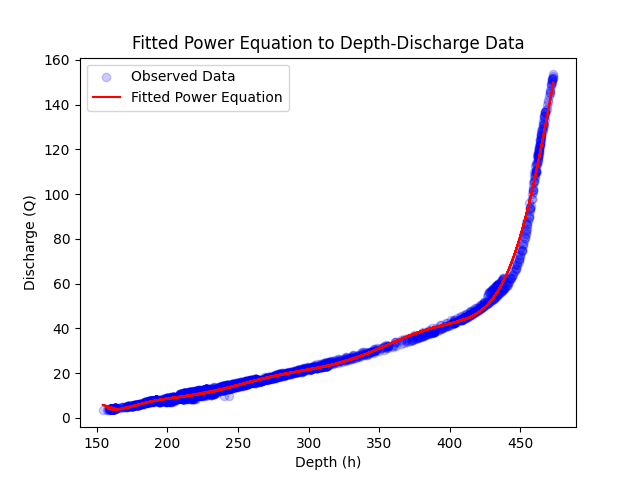 Fitted Power Equation to Depth-Discharge Data
Observed Data
Fitted Power Equation
Discharge (Q)
160
140
120
100
80
60
40
20
0
150 200 250 300 350 400 450
Depth (h)